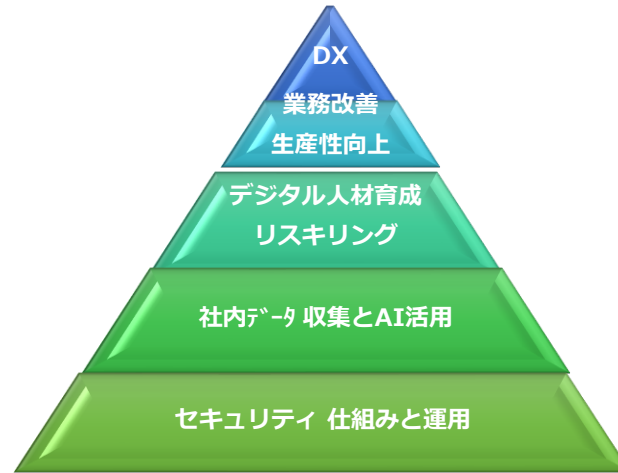 DX
業務改善
生産性向上
デジタル人材育成
リスキリング
社内ﾃﾞｰﾀ 収集とAI活用
セキュリティ 仕組みと運用